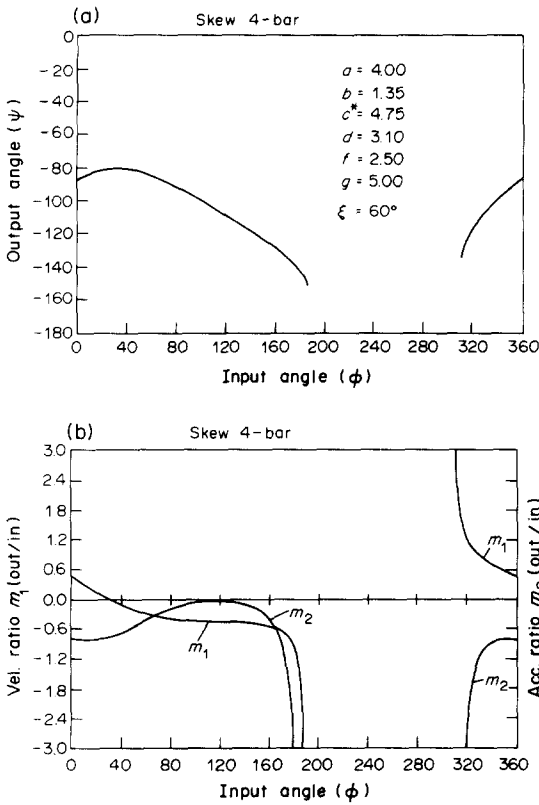 (a) Skew 4-bar
0
-20
-40
-60
-80
-100
-120
-140
-160
-180
Output angle (ψ)
a = 4.00
b = 1.35
c* = 4.75
d = 3.10
f = 2.50
g = 5.00
ξ = 60°
0 40 80 120 160 200 240 280 320 360
Input angle (ϕ)
(b) Skew 4-bar
3.0
2.4
1.8
1.2
0.6
0.0
-0.6
-1.2
-1.8
-2.4
-3.0
Vel. ratio m1 (out/in)
m1
m2
m1
m2
Acc. ratio m2 (out/in)
0 40 80 120 160 200 240 280 320 360
Input angle (ϕ)